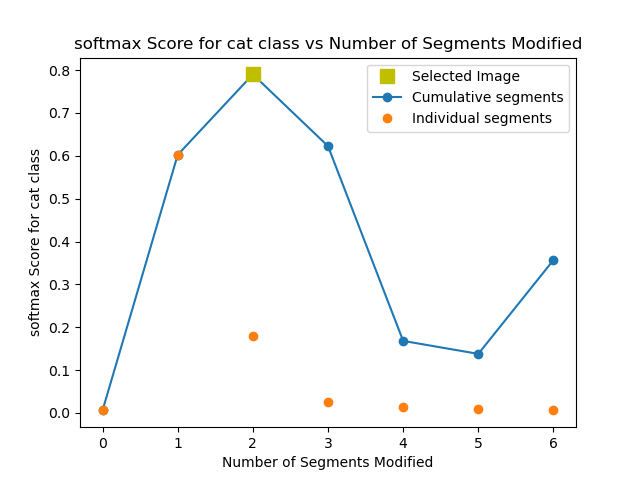 softmax Score for cat class vs Number of Segments Modified
Selected Image
Cumulative segments
Individual segments
softmax Score for cat class
0.8
0.7
0.6
0.5
0.4
0.3
0.2
0.1
0.0
0 1 2 3 4 5 6
Number of Segments Modified